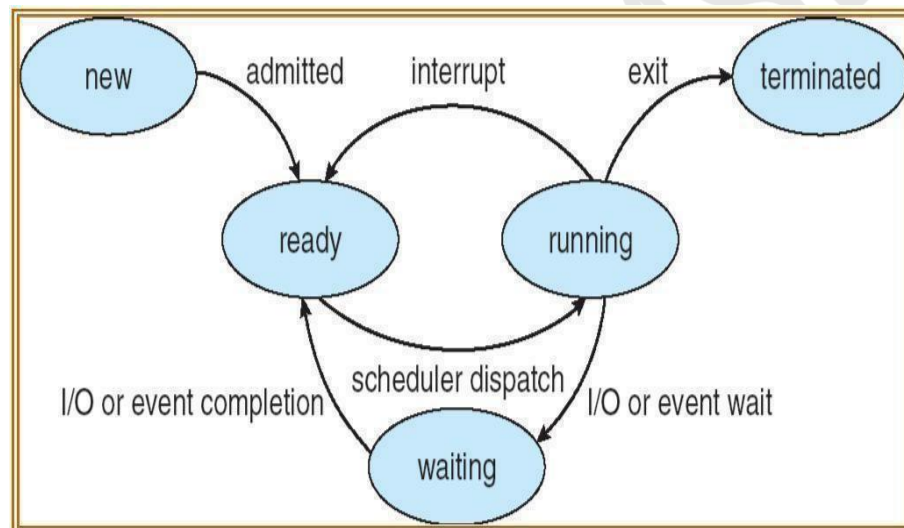 new
admitted
interrupt
exit
terminated
ready
running
I/O or event completion
scheduler dispatch
I/O or event wait
waiting